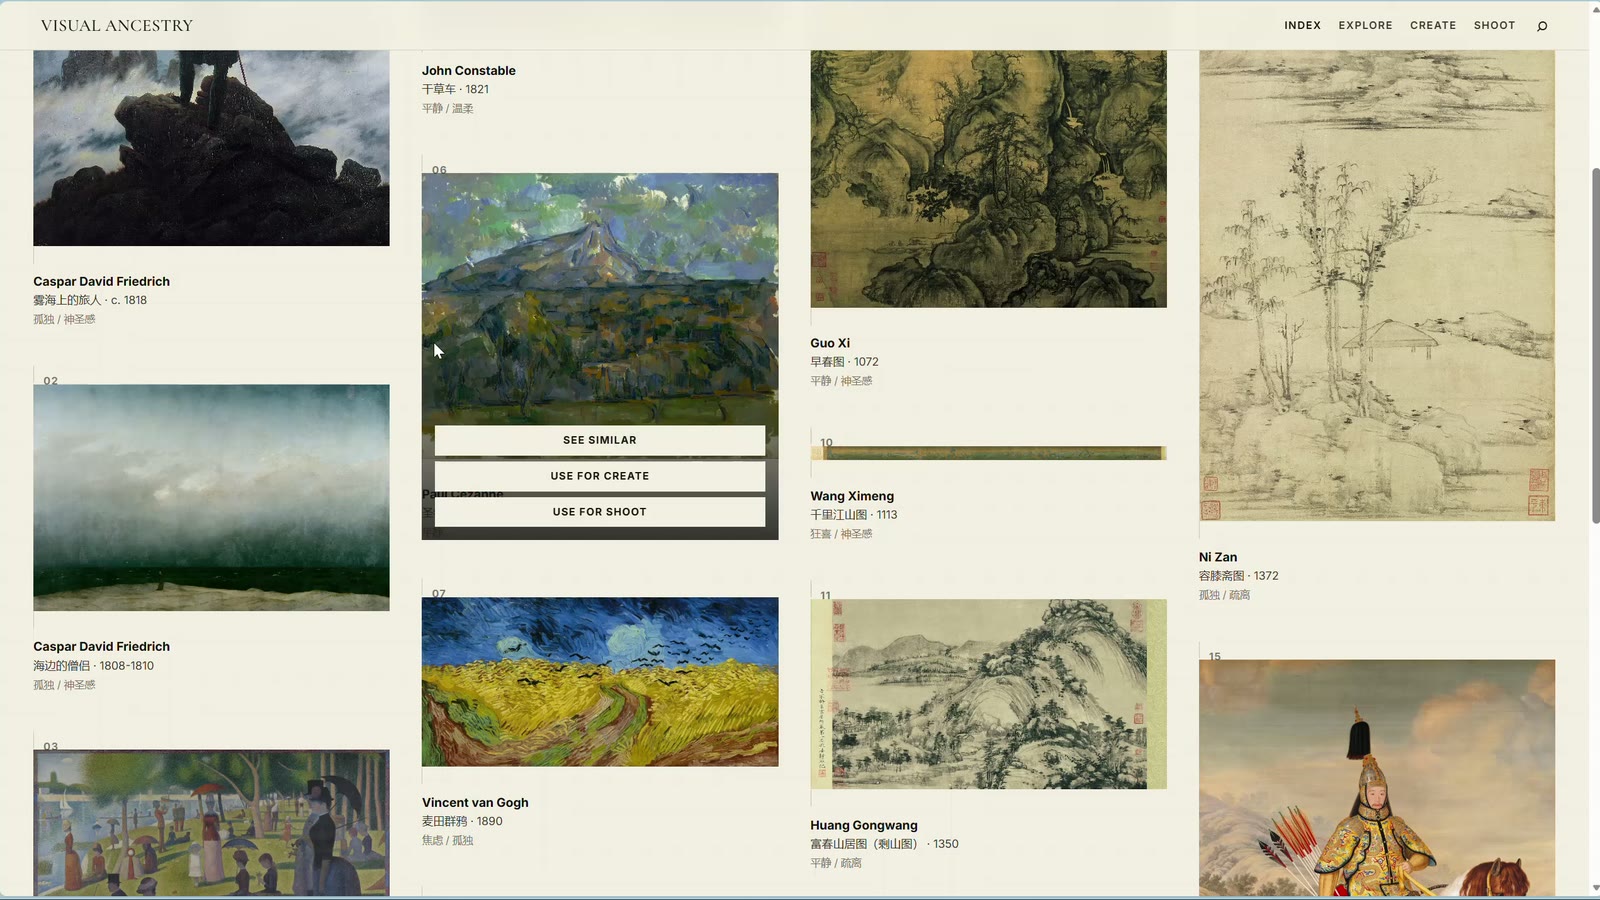 VISUAL ANCESTRY
INDEX EXPLORE CREATE SHOOT
Caspar David Friedrich
雾海上的旅人 · c. 1818
孤独 / 神圣感
02
Caspar David Friedrich
海边的僧侣 · 1808-1810
孤独 / 神圣感
03
John Constable
干草车 · 1821
平静 / 温柔
06
SEE SIMILAR
USE FOR CREATE
Paul Cézanne
USE FOR SHOOT
07
Vincent van Gogh
麦田群鸦 · 1890
焦虑 / 孤独
Guo Xi
早春图 · 1072
平静 / 神圣感
10
Wang Ximeng
千里江山图 · 1113
狂喜 / 神圣感
11
Huang Gongwang
富春山居图（剩山图） · 1350
平静 / 疏离
Ni Zan
容膝斋图 · 1372
孤独 / 疏离
15